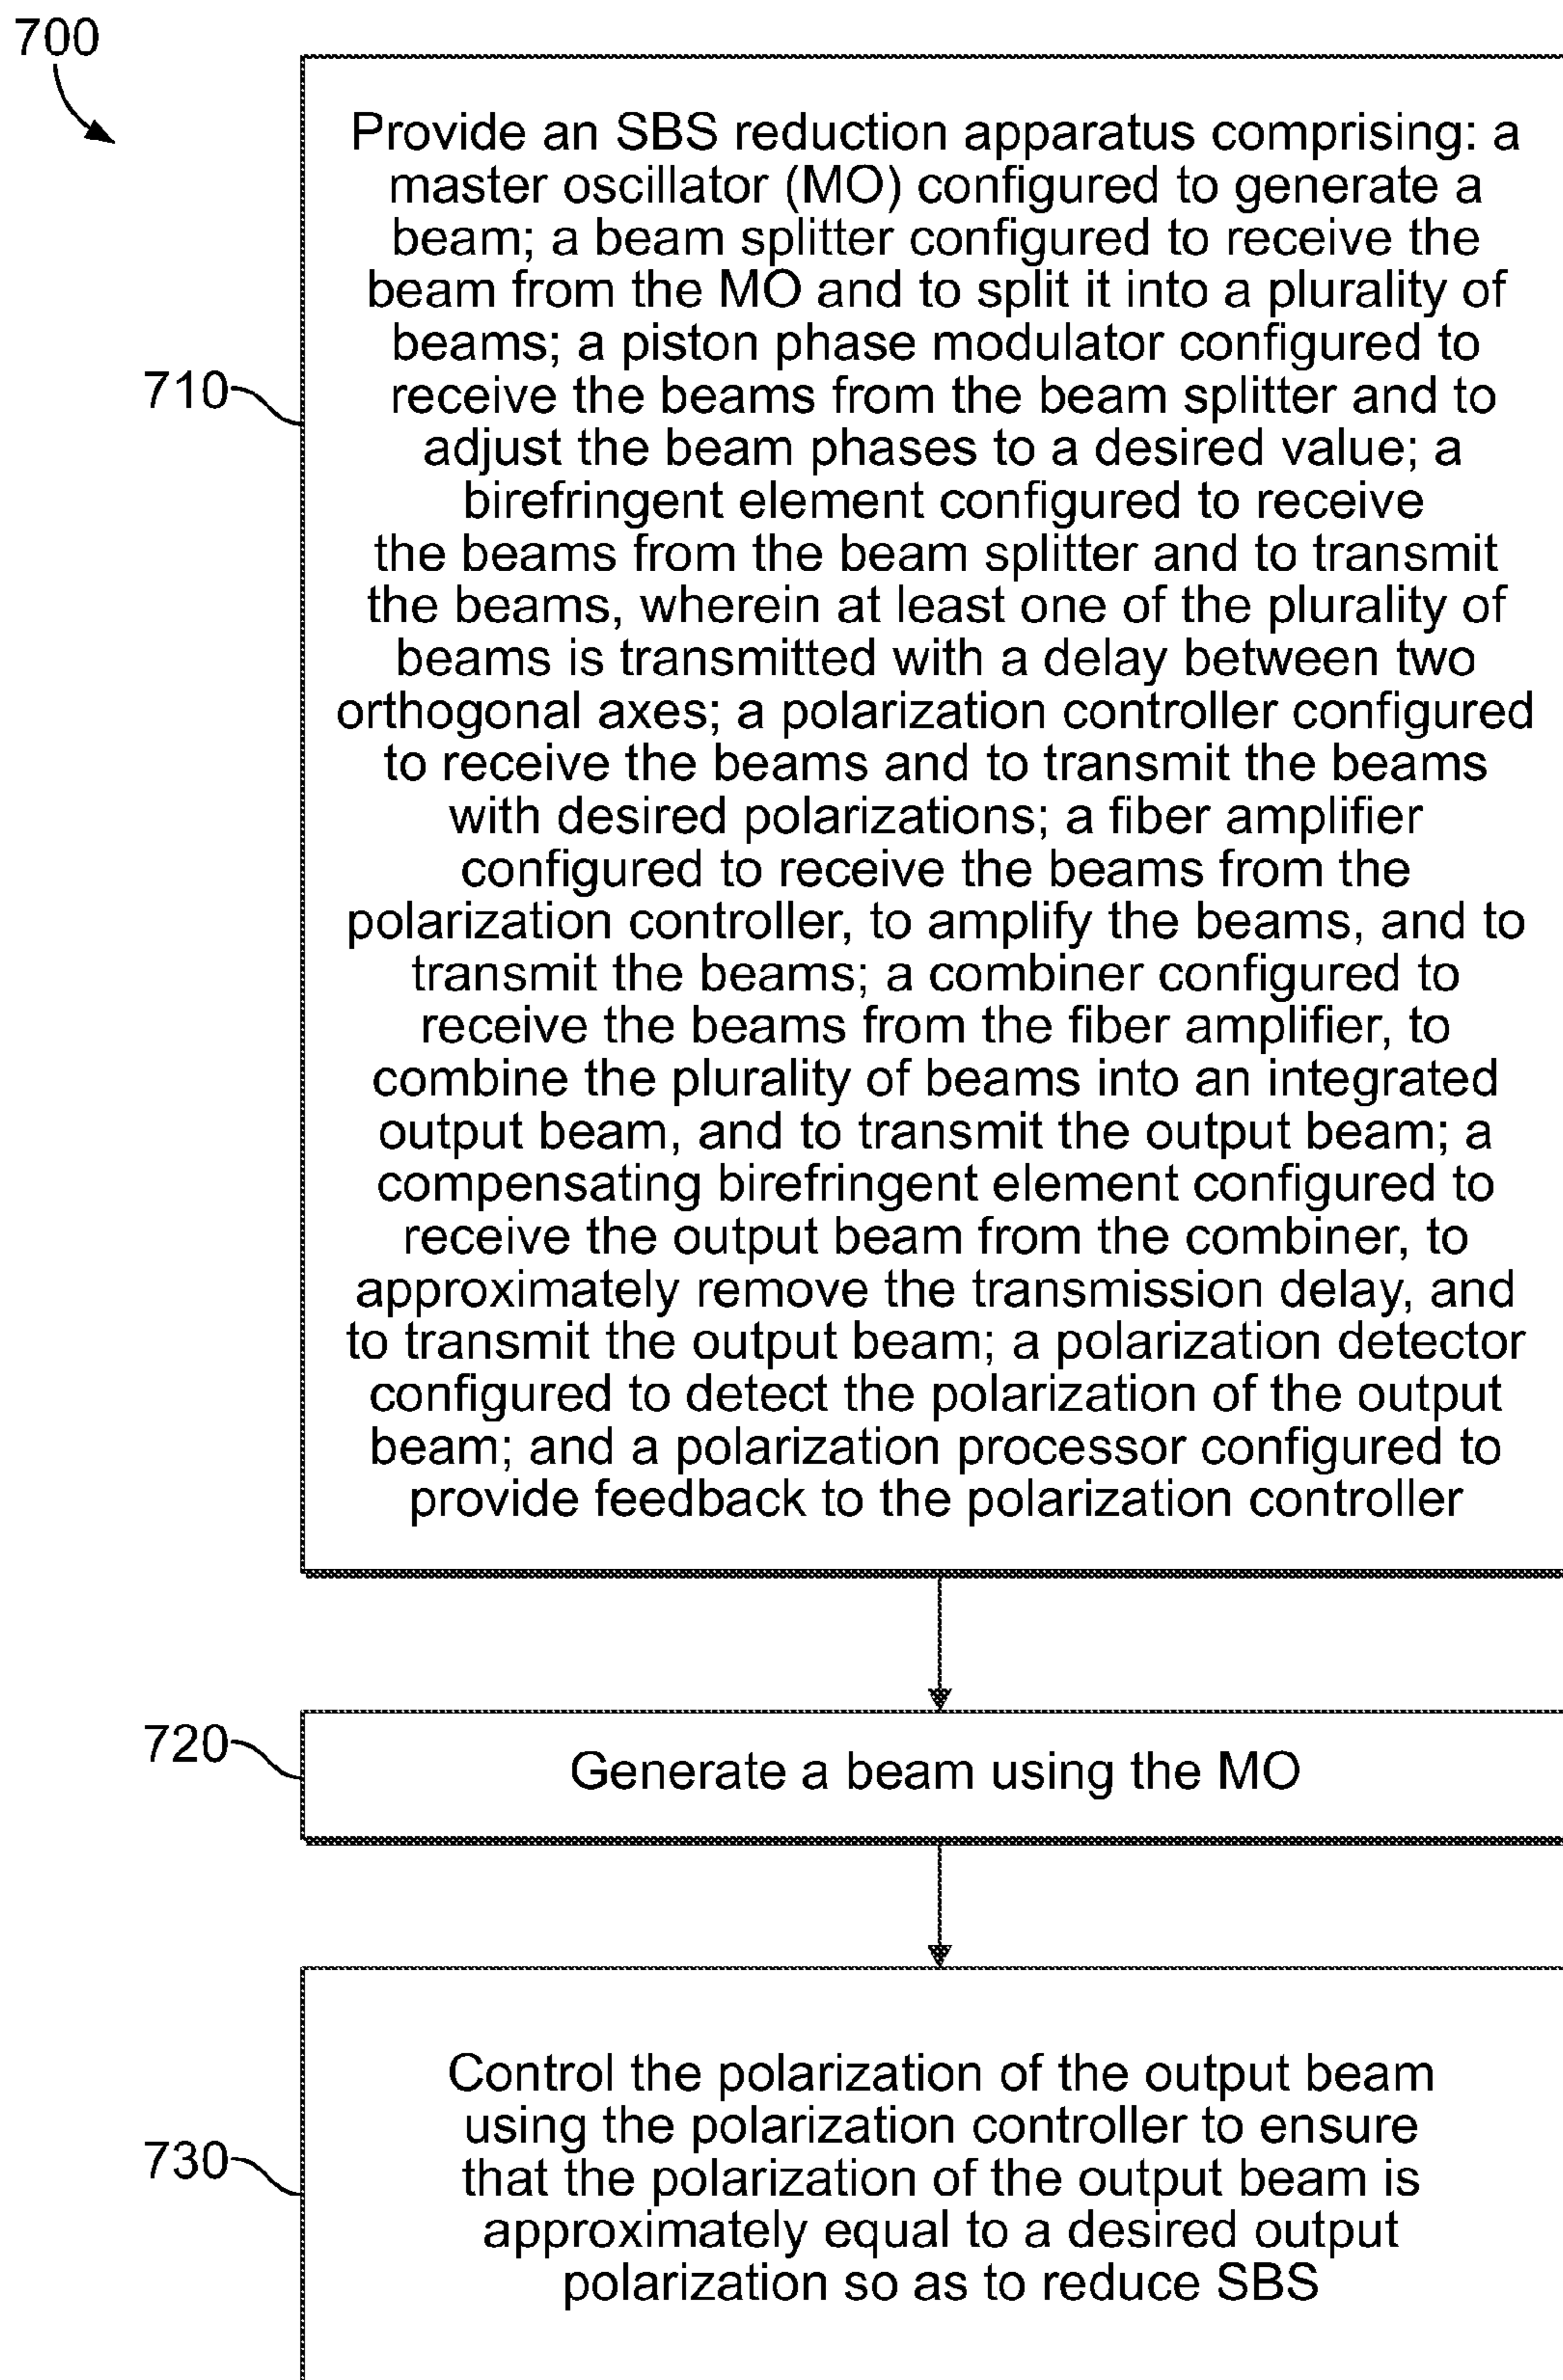 700
710
Provide an SBS reduction apparatus comprising: a
master oscillator (MO) configured to generate a
beam; a beam splitter configured to receive the
beam from the MO and to split it into a plurality of
beams; a piston phase modulator configured to
receive the beams from the beam splitter and to
adjust the beam phases to a desired value; a
birefringent element configured to receive
the beams from the beam splitter and to transmit
the beams, wherein at least one of the plurality of
beams is transmitted with a delay between two
orthogonal axes; a polarization controller configured
to receive the beams and to transmit the beams
with desired polarizations; a fiber amplifier
configured to receive the beams from the
polarization controller, to amplify the beams, and to
transmit the beams; a combiner configured to
receive the beams from the fiber amplifier, to
combine the plurality of beams into an integrated
output beam, and to transmit the output beam; a
compensating birefringent element configured to
receive the output beam from the combiner, to
approximately remove the transmission delay, and
to transmit the output beam; a polarization detector
configured to detect the polarization of the output
beam; and a polarization processor configured to
provide feedback to the polarization controller
720
Generate a beam using the MO
730
Control the polarization of the output beam
using the polarization controller to ensure
that the polarization of the output beam is
approximately equal to a desired output
polarization so as to reduce SBS